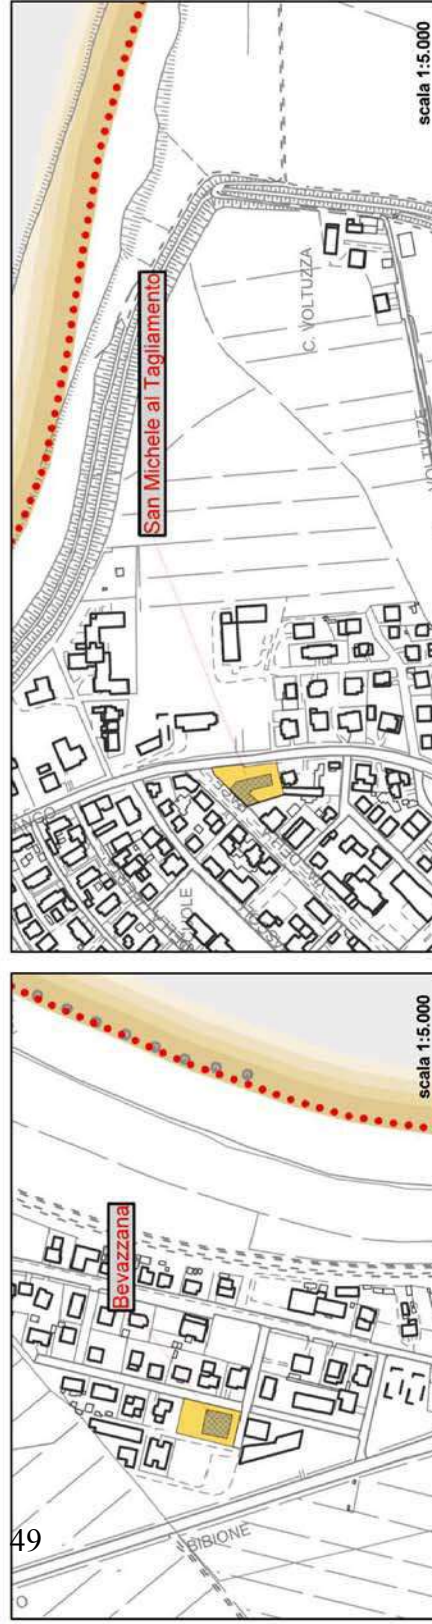 scala 1:5.000
San Michele al Tagliamento
C. VOLTUZZA
scala 1:5.000
Bevazzana
BIBIONE
49